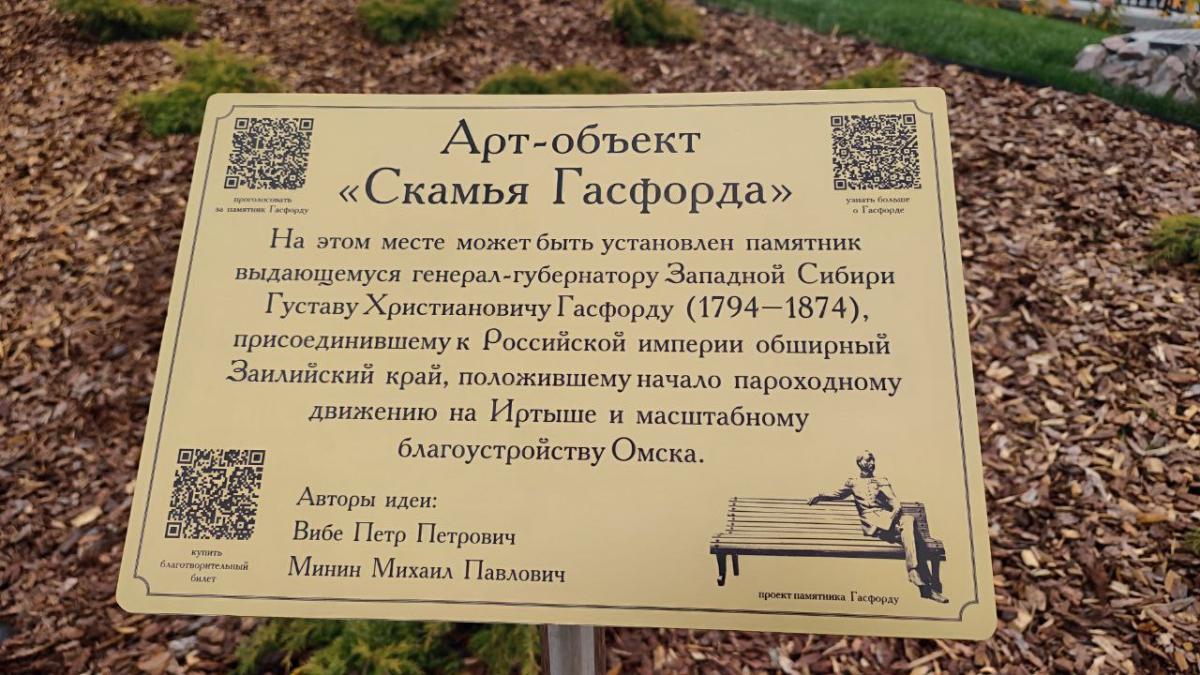 Арт-объект
«Скамья Гасфорда»
проголосовать
за памятник Гасфорду
узнать больше
о Гасфорде
На этом месте может быть установлен памятник
выдающемуся генерал-губернатору Западной Сибири
Густаву Христиановичу Гасфорду (1794—1874),
присоединившему к Российской империи обширный
Заилийский край, положившему начало пароходному
движению на Иртыше и масштабному
благоустройству Омска.
Авторы идеи:
Вибе Петр Петрович
Минин Михаил Павлович
купить
благотворительный
билет
проект памятника Гасфорду